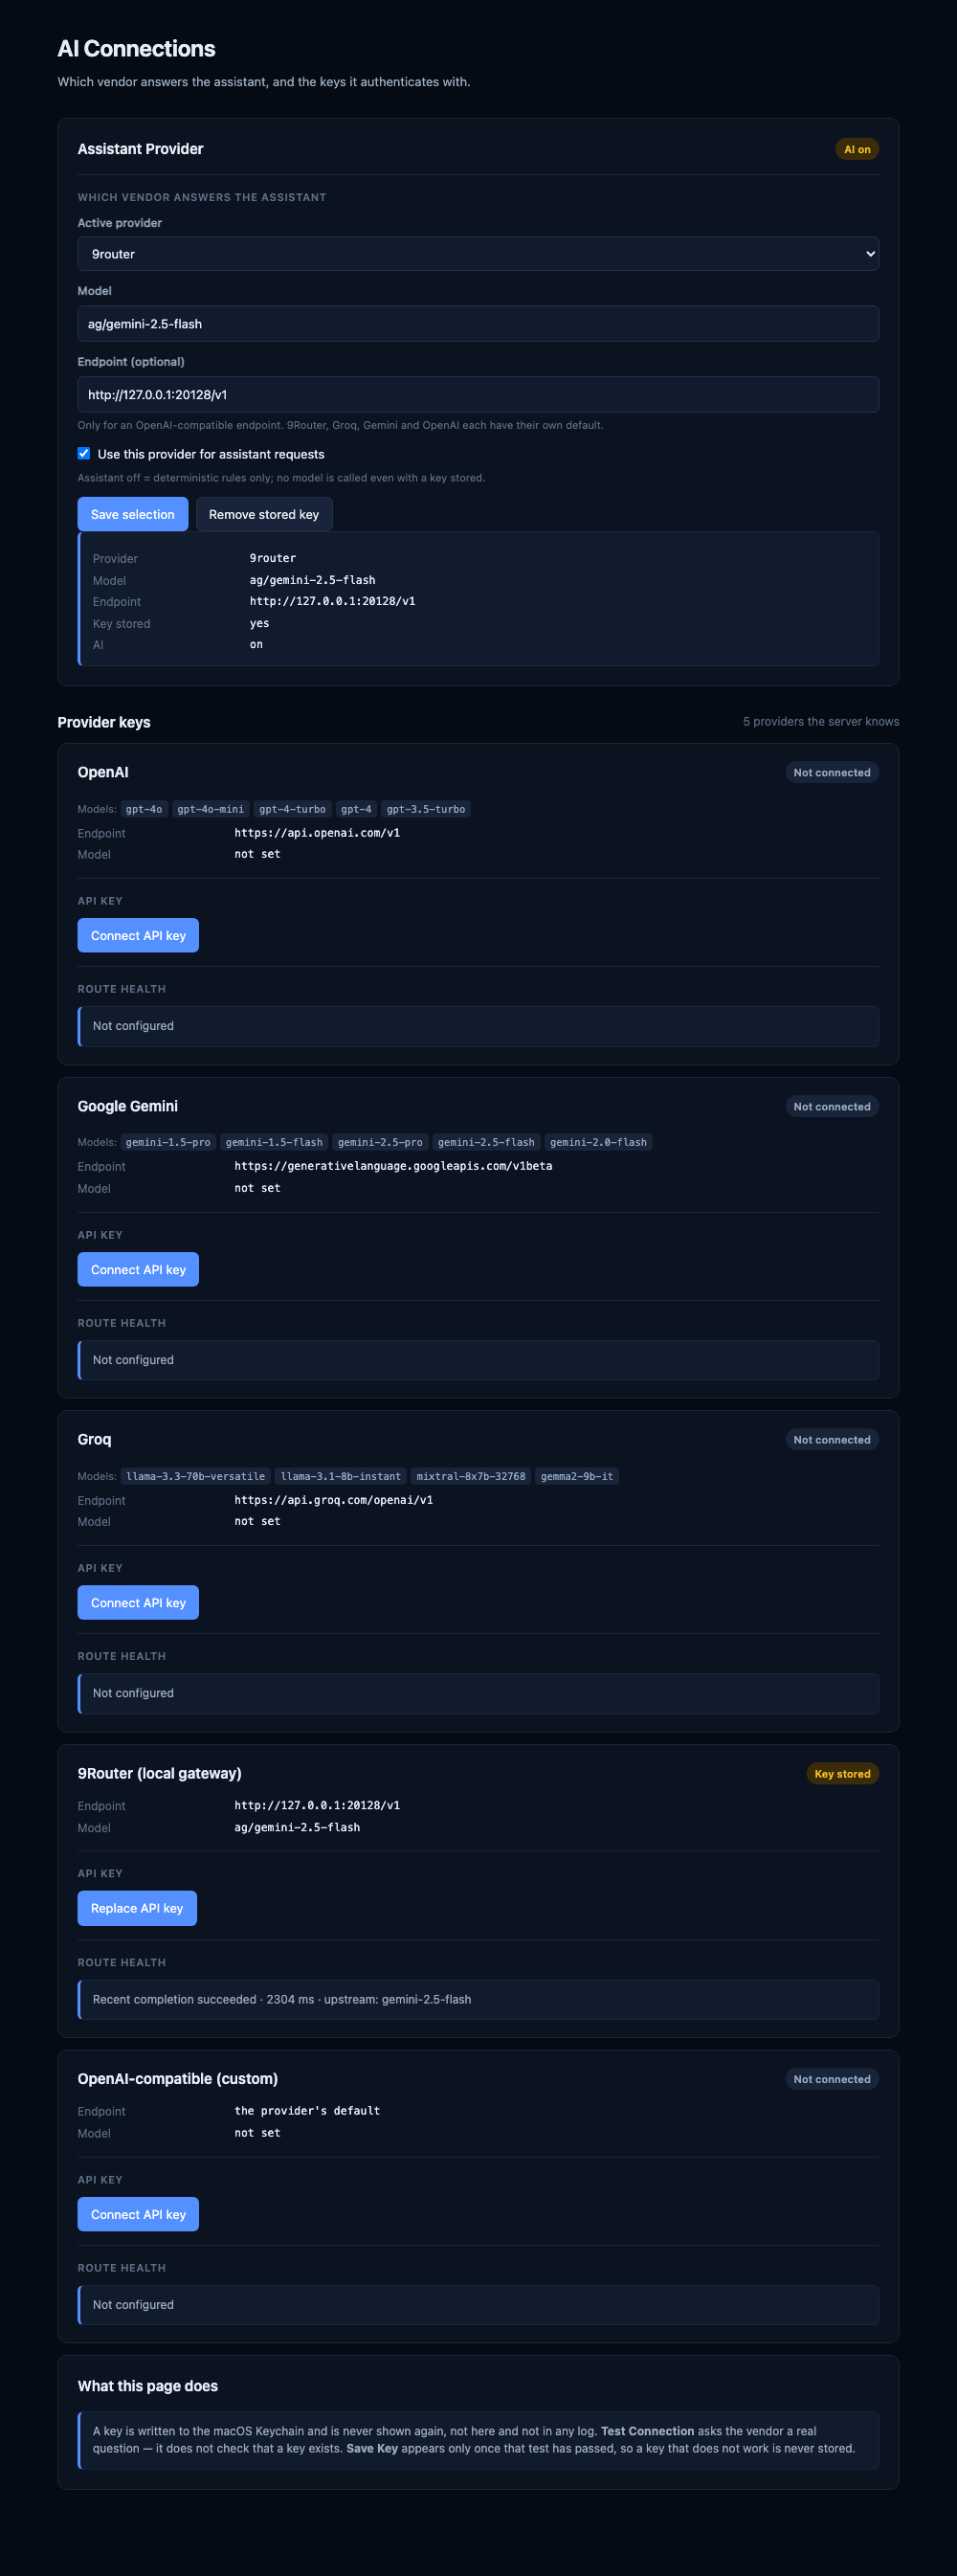 AI Connections
Which vendor answers the assistant, and the keys it authenticates with.
Assistant Provider
AI on
WHICH VENDOR ANSWERS THE ASSISTANT
Active provider
9router
Model
ag/gemini-2.5-flash
Endpoint (optional)
http://127.0.0.1:20128/v1
Only for an OpenAI-compatible endpoint. 9Router, Groq, Gemini and OpenAI each have their own default.
Use this provider for assistant requests
Assistant off = deterministic rules only; no model is called even with a key stored.
Save selection Remove stored key
Provider 9router
Model ag/gemini-2.5-flash
Endpoint http://127.0.0.1:20128/v1
Key stored yes
AI on
Provider keys 5 providers the server knows
OpenAI Not connected
Models: gpt-4o gpt-4o-mini gpt-4-turbo gpt-4 gpt-3.5-turbo
Endpoint https://api.openai.com/v1
Model not set
API KEY
Connect API key
ROUTE HEALTH
Not configured
Google Gemini Not connected
Models: gemini-1.5-pro gemini-1.5-flash gemini-2.5-pro gemini-2.5-flash gemini-2.0-flash
Endpoint https://generativelanguage.googleapis.com/v1beta
Model not set
API KEY
Connect API key
ROUTE HEALTH
Not configured
Groq Not connected
Models: llama-3.3-70b-versatile llama-3.1-8b-instant mixtral-8x7b-32768 gemma2-9b-it
Endpoint https://api.groq.com/openai/v1
Model not set
API KEY
Connect API key
ROUTE HEALTH
Not configured
9Router (local gateway) Key stored
Endpoint http://127.0.0.1:20128/v1
Model ag/gemini-2.5-flash
API KEY
Replace API key
ROUTE HEALTH
Recent completion succeeded · 2304 ms · upstream: gemini-2.5-flash
OpenAI-compatible (custom) Not connected
Endpoint the provider's default
Model not set
API KEY
Connect API key
ROUTE HEALTH
Not configured
What this page does
A key is written to the macOS Keychain and is never shown again, not here and not in any log. Test Connection asks the vendor a real
question — it does not check that a key exists. Save Key appears only once that test has passed, so a key that does not work is never stored.